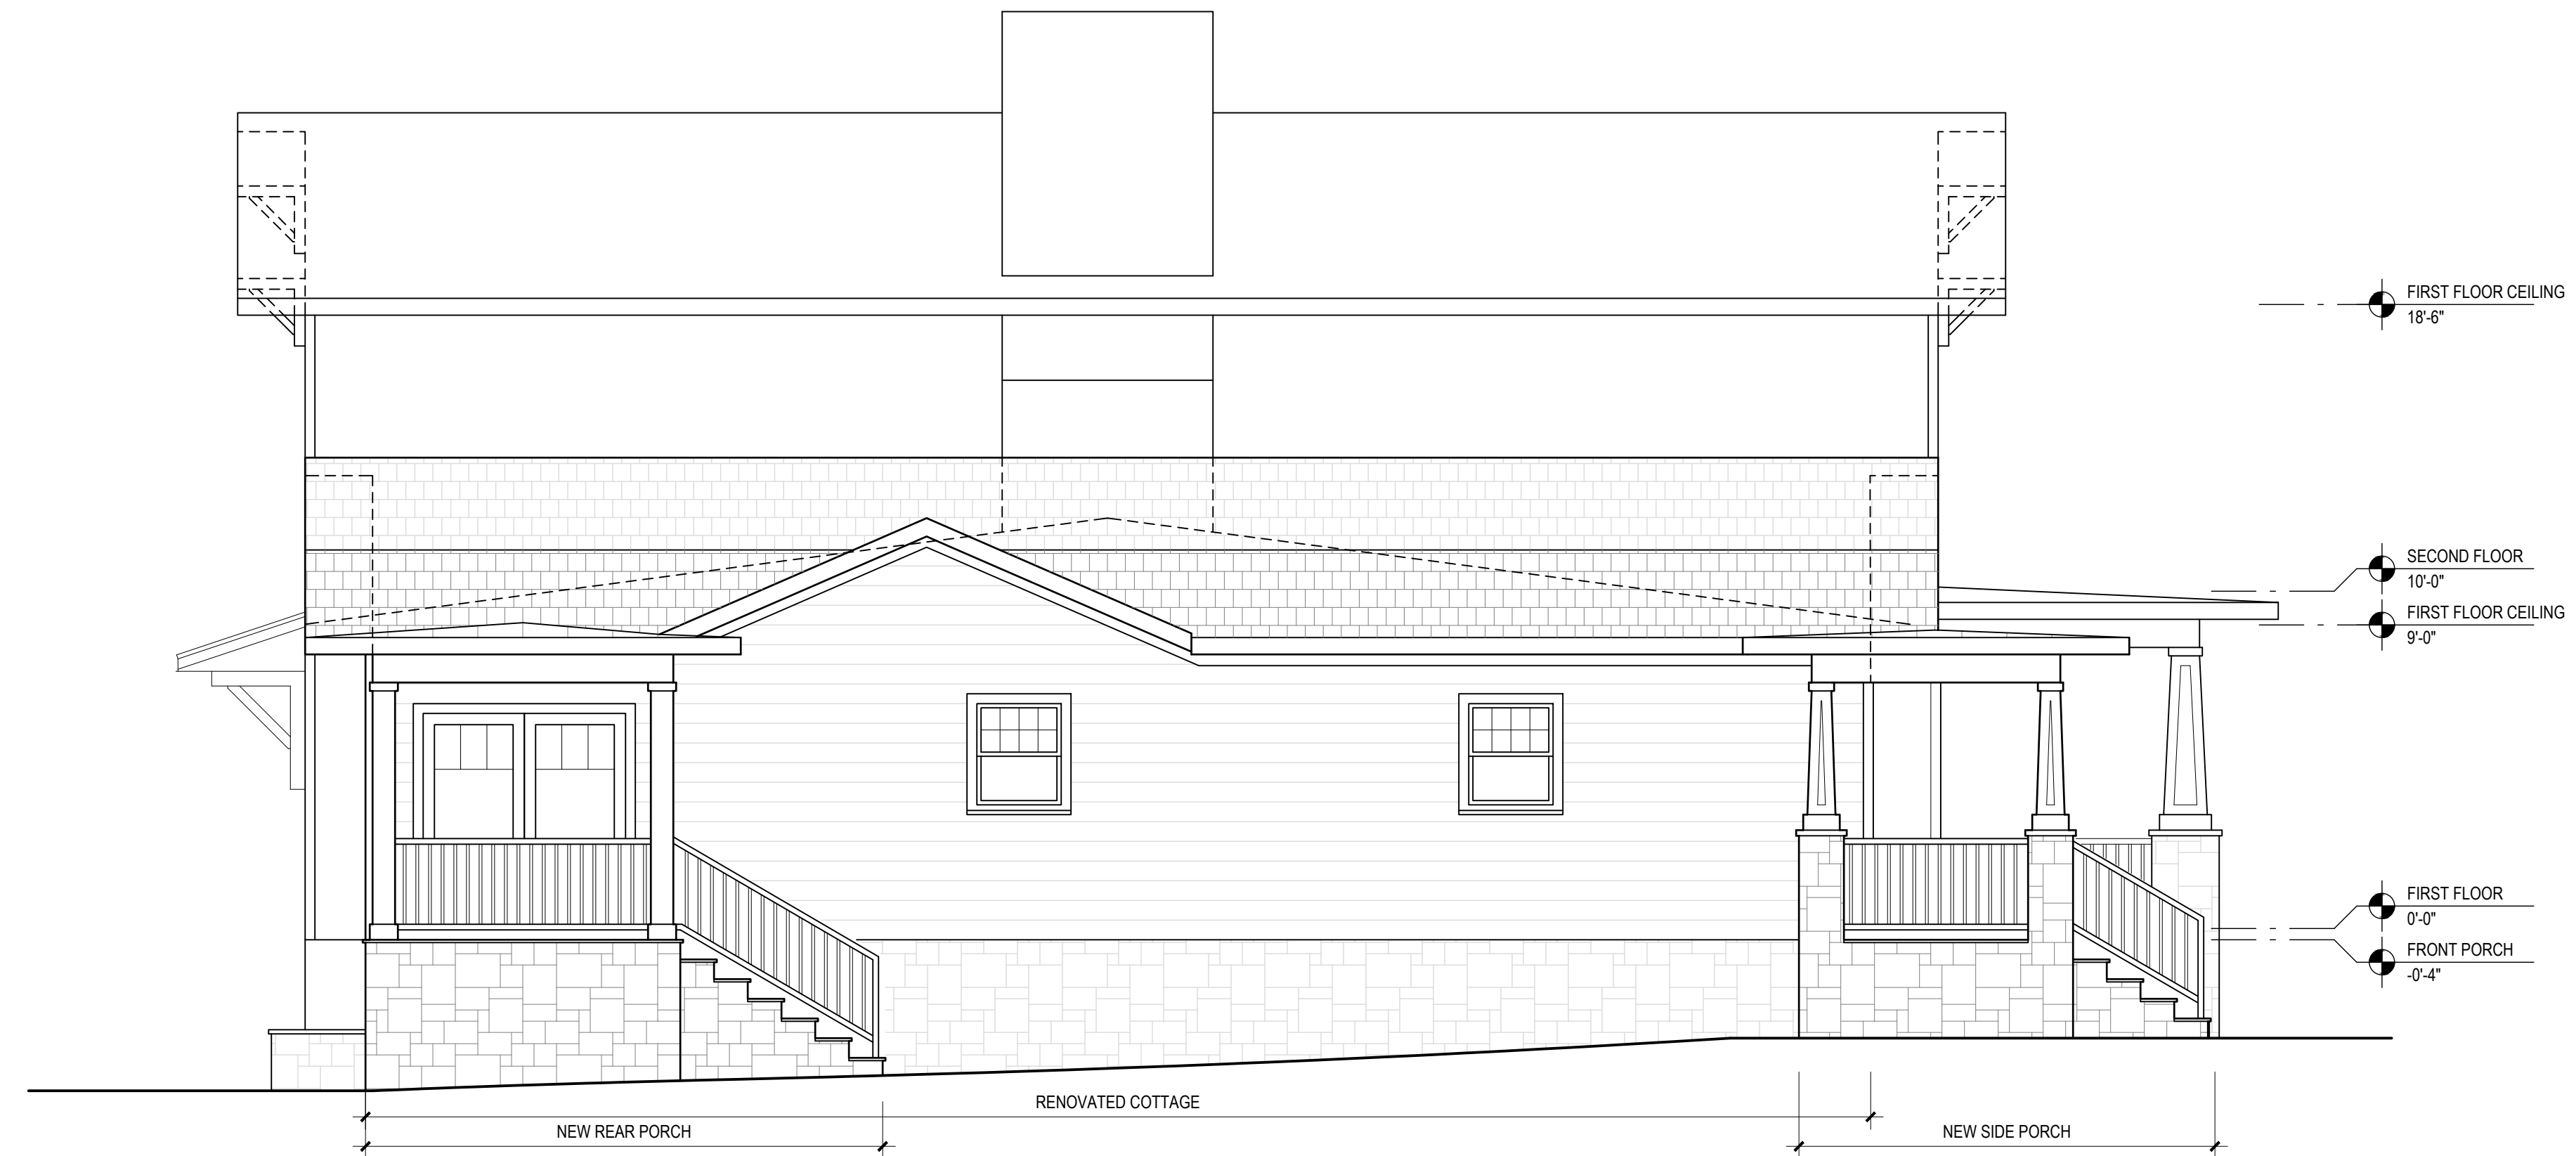 FIRST FLOOR CEILING
18'-6"
SECOND FLOOR
10'-0"
FIRST FLOOR CEILING
9'-0"
FIRST FLOOR
0'-0"
FRONT PORCH
-0'-4"
RENOVATED COTTAGE
NEW REAR PORCH
NEW SIDE PORCH